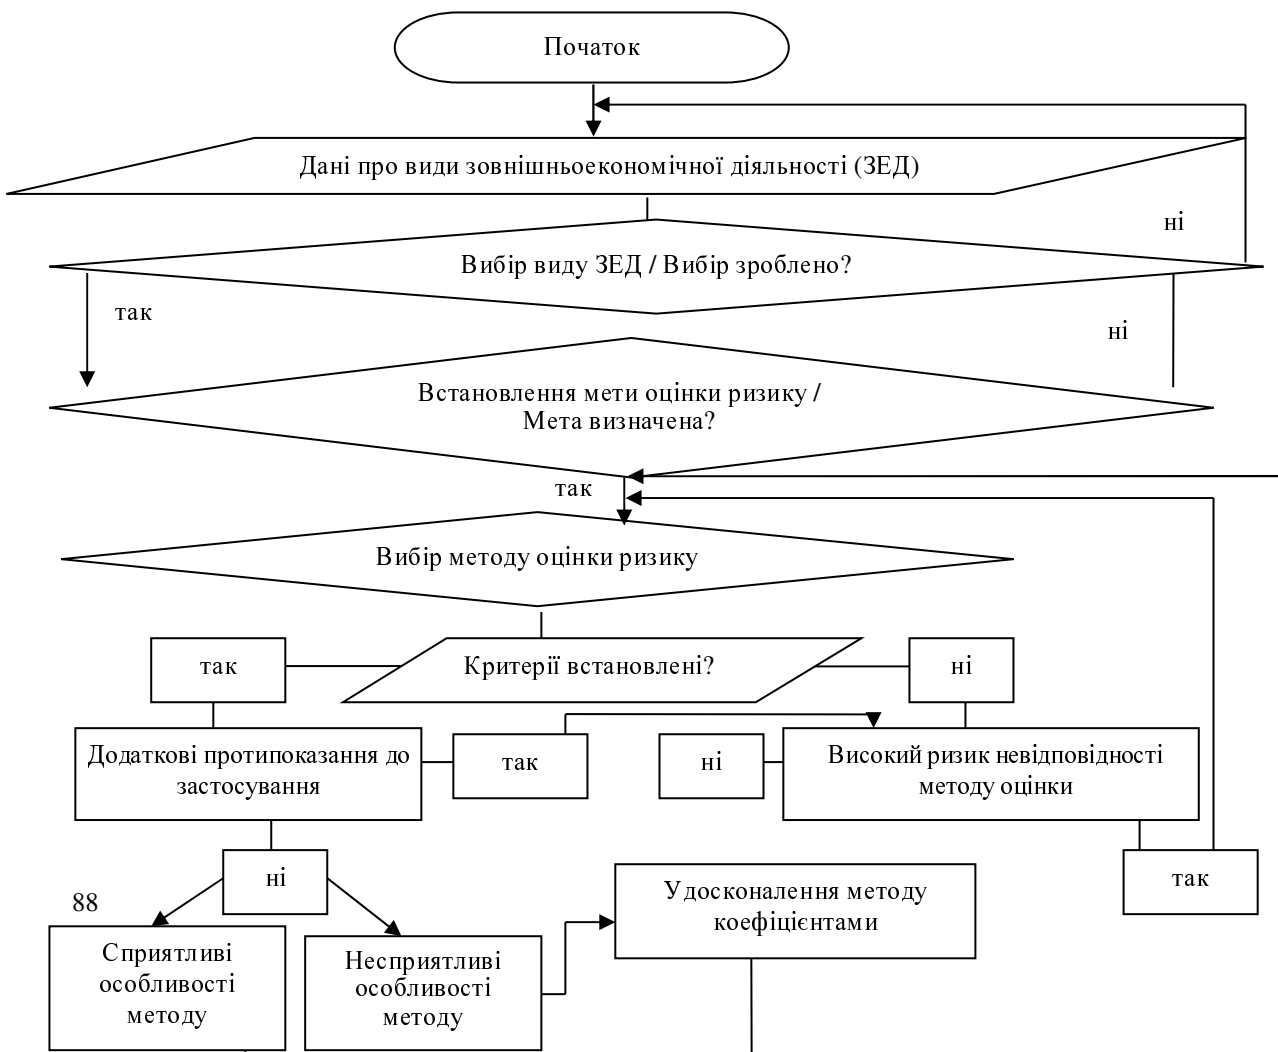 Початок
Дані про види зовнішньоекономічної діяльності (ЗЕД)
ні
Вибір виду ЗЕД / Вибір зроблено?
так
ні
Встановлення мети оцінки ризику /
Мета визначена?
так
Вибір методу оцінки ризику
так
Критерії встановлені?
ні
Додаткові протипоказання до
застосування
так
ні
Високий ризик невідповідності
методу оцінки
ні
так
88
Удосконалення методу
коефіцієнтами
Сприятливі
особливості
методу
Несприятливі
особливості
методу